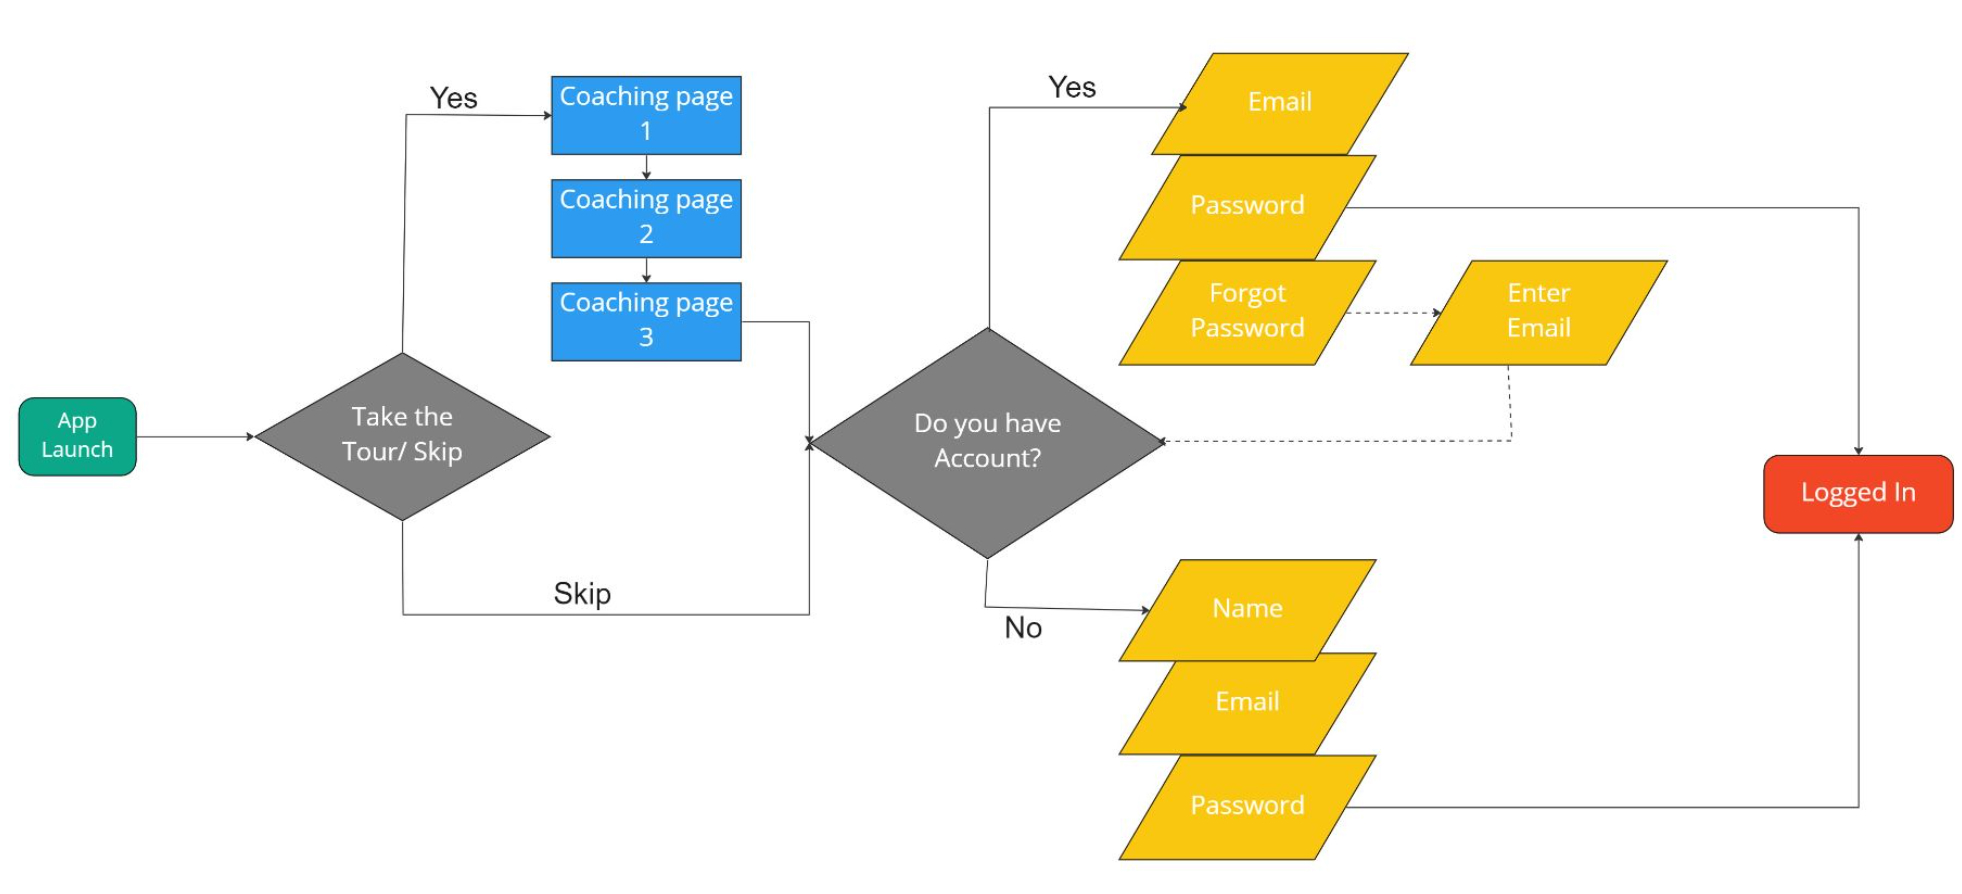 App
Launch
Take the
Tour/ Skip
Yes
Coaching page
1
Coaching page
2
Coaching page
3
Skip
Do you have
Account?
Yes
Email
Password
Forgot
Password
Enter
Email
No
Name
Email
Password
Logged In